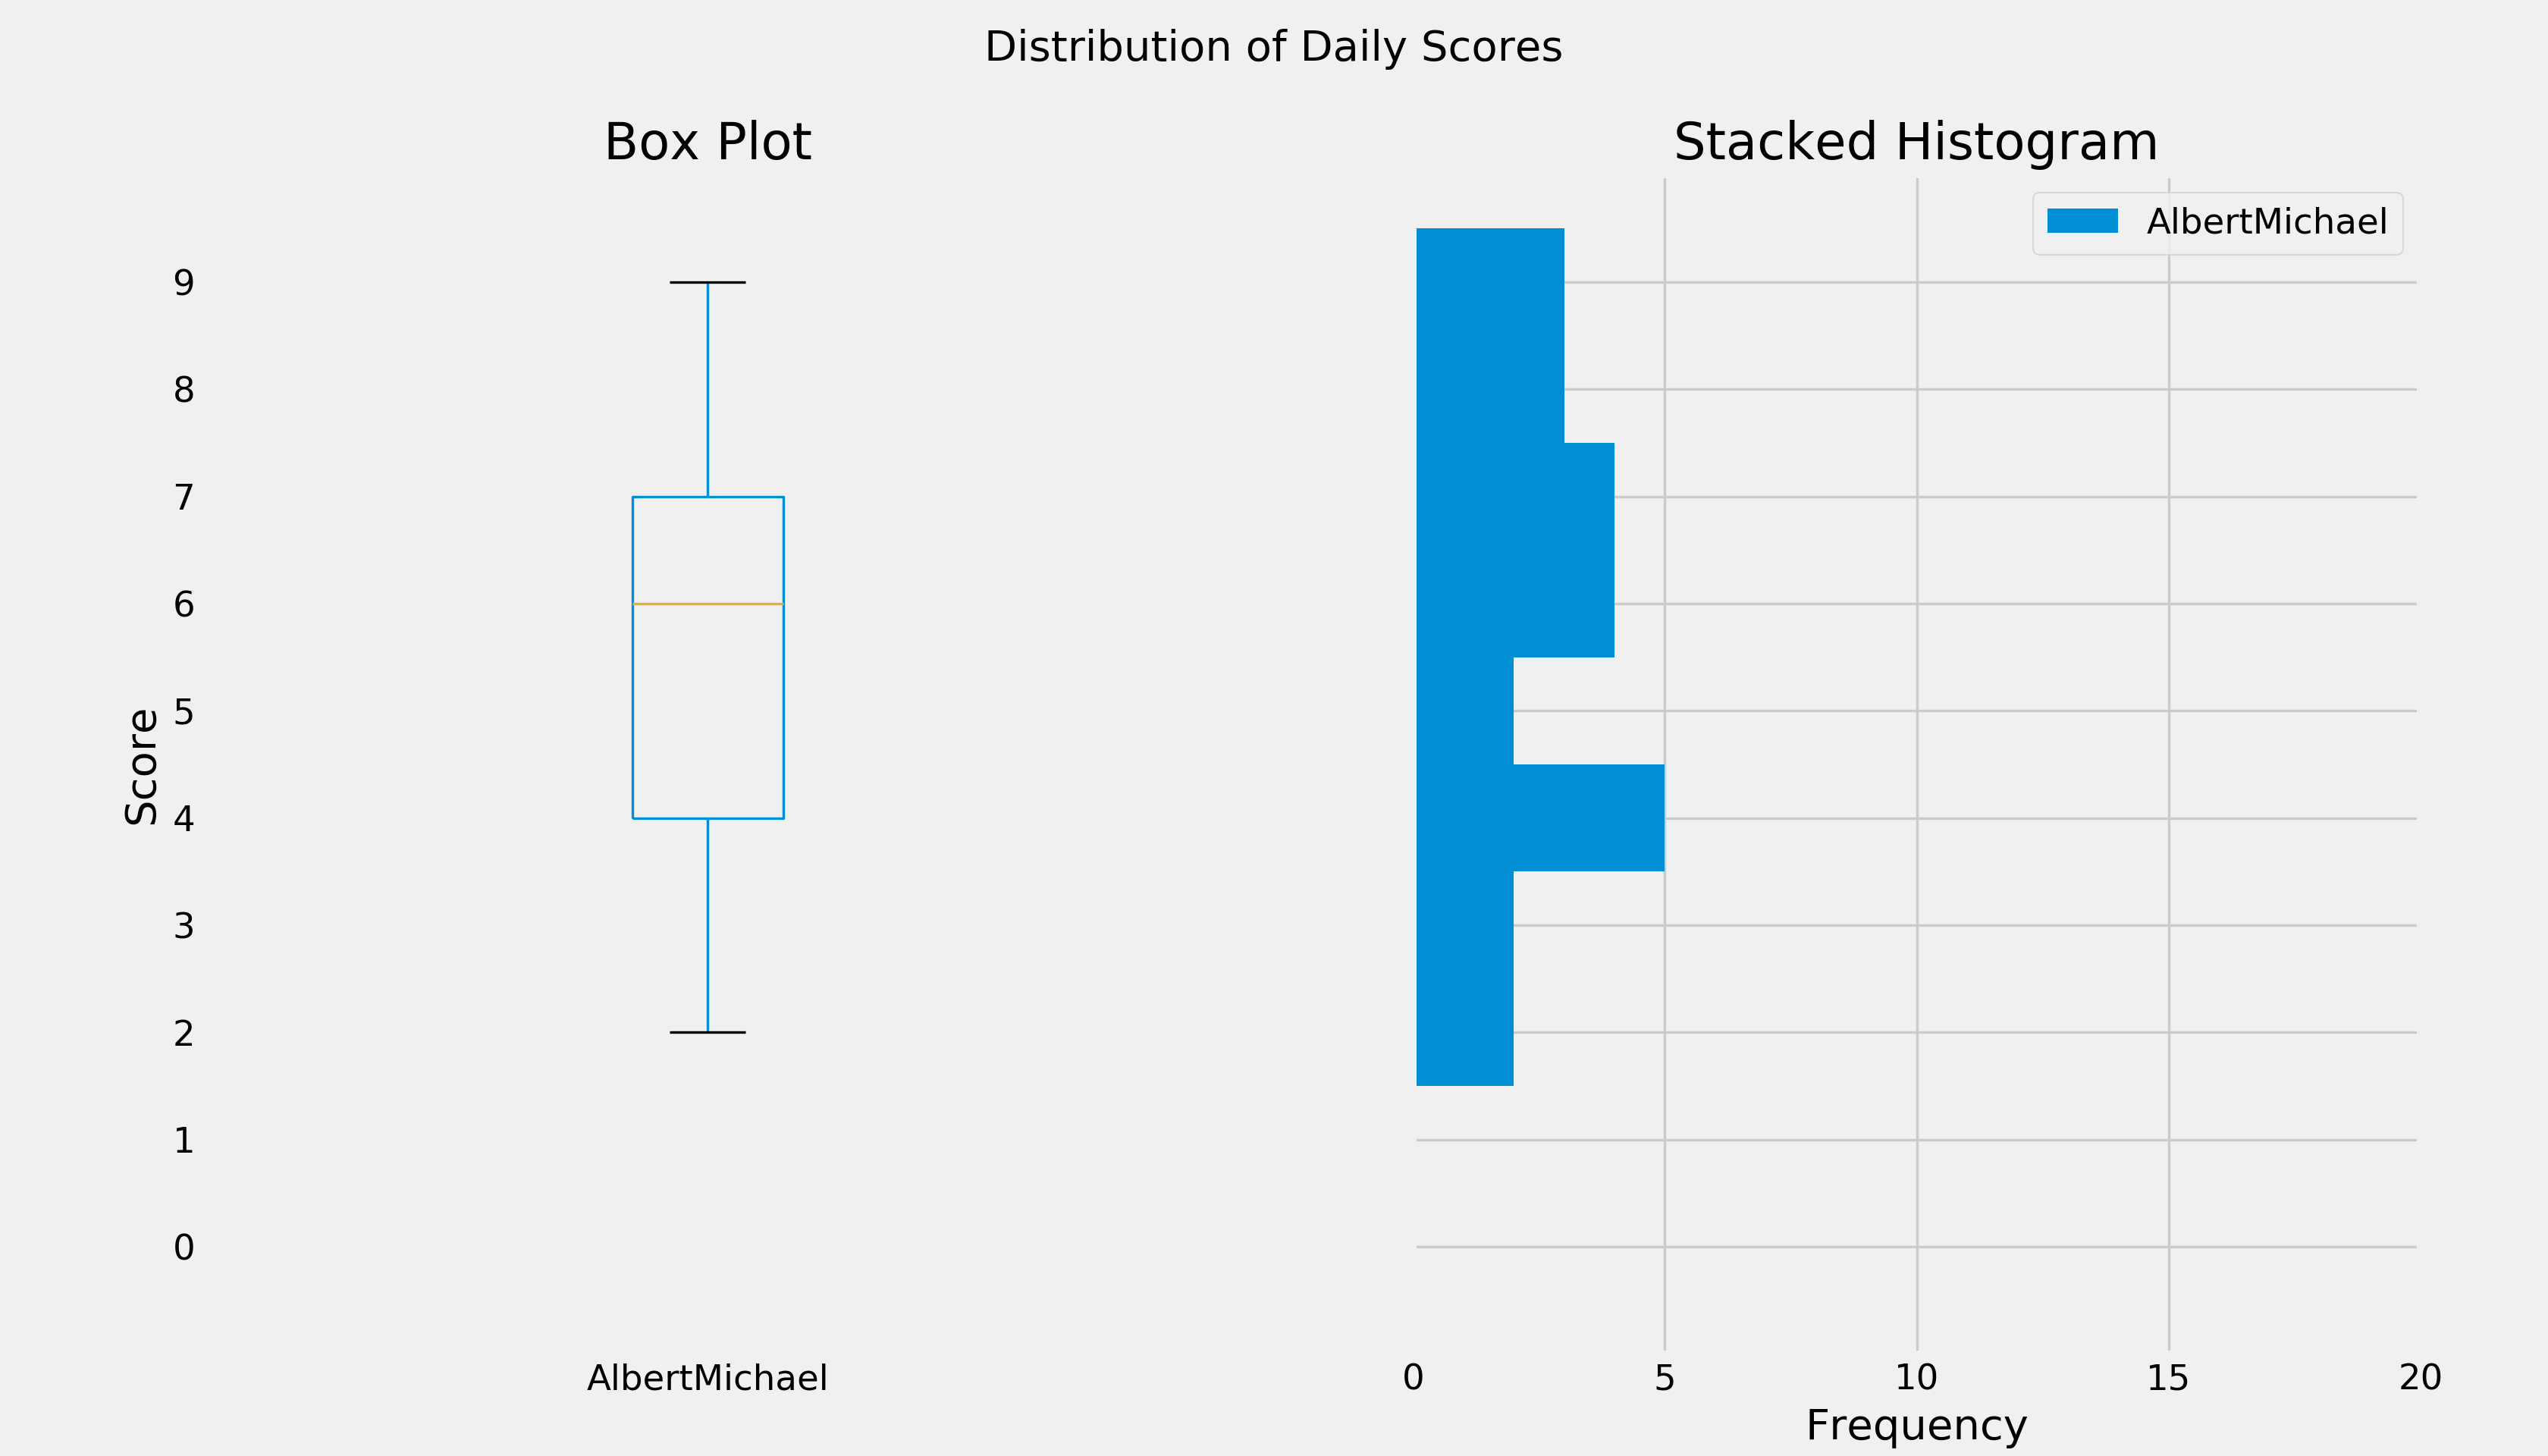 Distribution of Daily Scores
Box Plot
Score
9
8
7
6
5
4
3
2
1
0
AlbertMichael
Stacked Histogram
AlbertMichael
0 5 10 15 20
Frequency